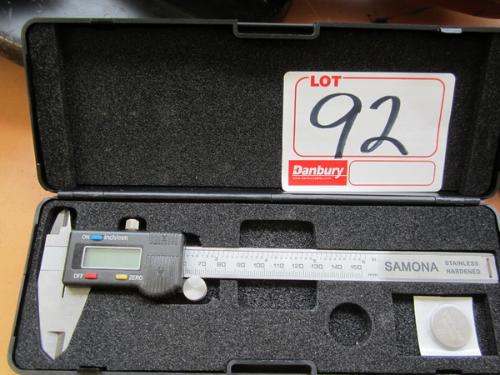 LOT
92
Danbury
ON inch/mm
OFF ZERO
70 80 90 100 110 120 130 140 150
SAMONA STAINLESS
HARDENED